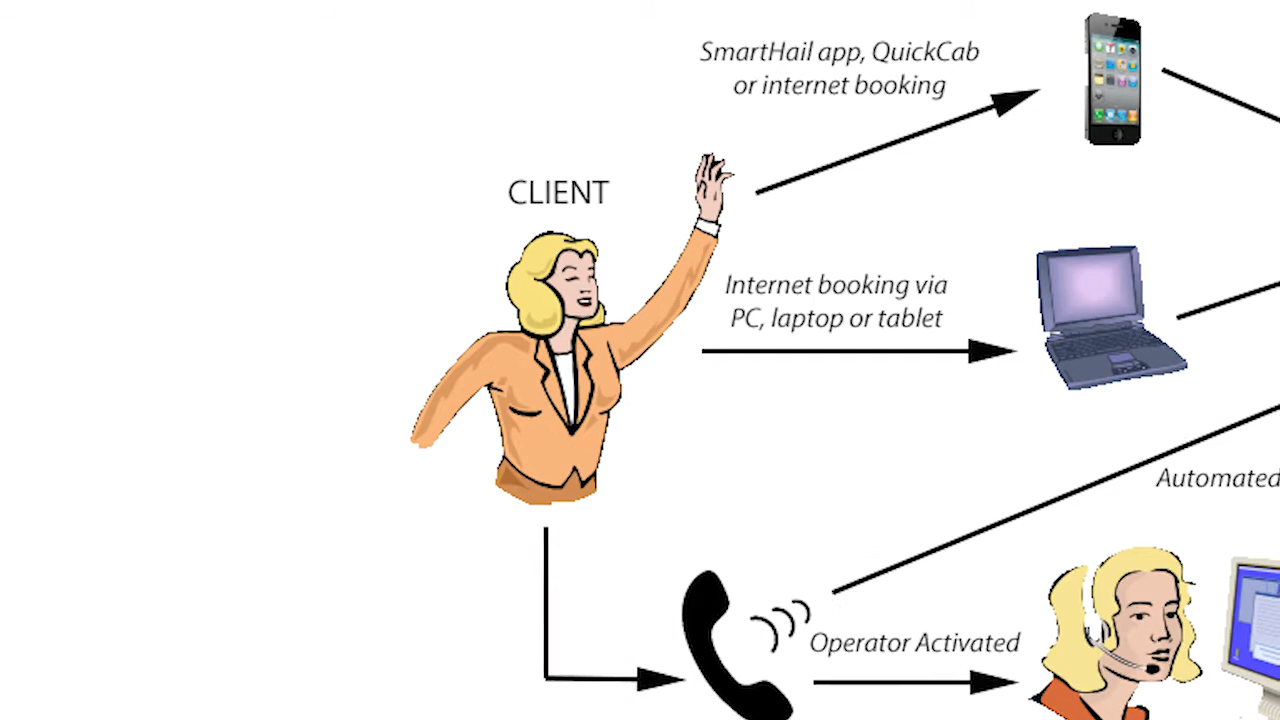 SmartHail app, QuickCab
or internet booking
CLIENT
Internet booking via
PC, laptop or tablet
Automated
Operator Activated